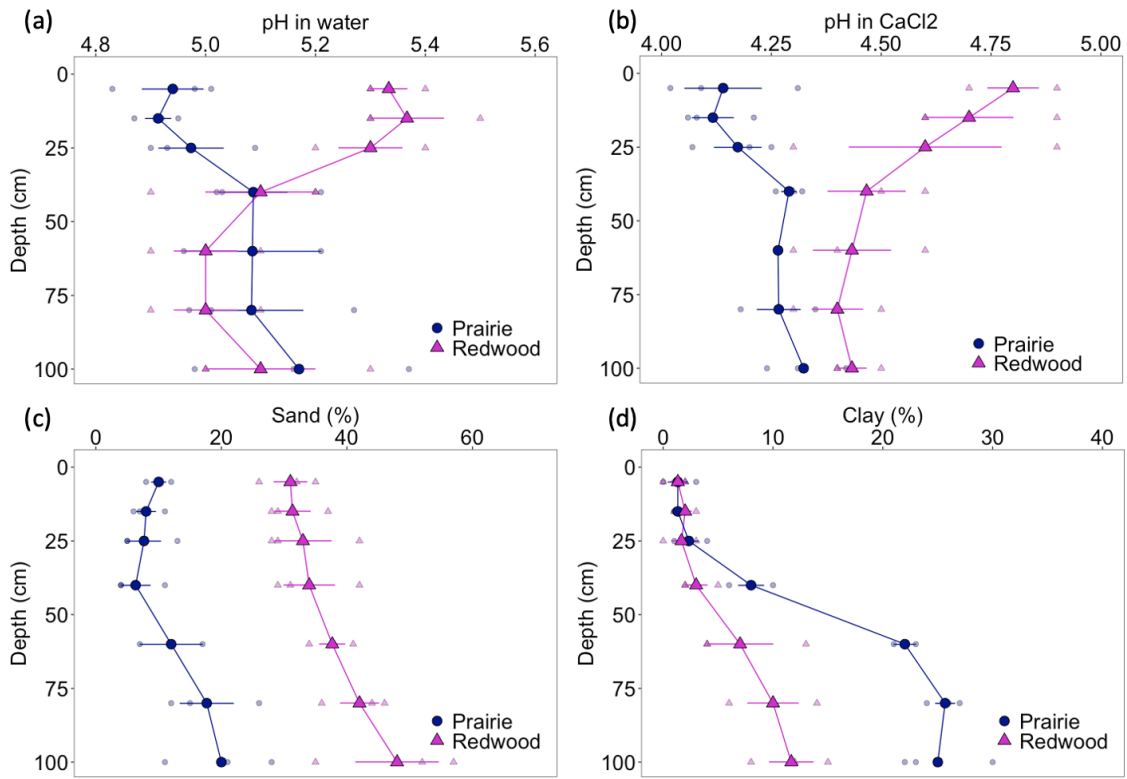 (a)
pH in water
4.8 5.0 5.2 5.4 5.6
0
25
50
75
100
Depth (cm)
Prairie
Redwood
(b)
pH in CaCl2
4.00 4.25 4.50 4.75 5.00
0
25
50
75
100
Depth (cm)
Prairie
Redwood
(c)
Sand (%)
0 20 40 60
0
25
50
75
100
Depth (cm)
Prairie
Redwood
(d)
Clay (%)
0 10 20 30 40
0
25
50
75
100
Depth (cm)
Prairie
Redwood